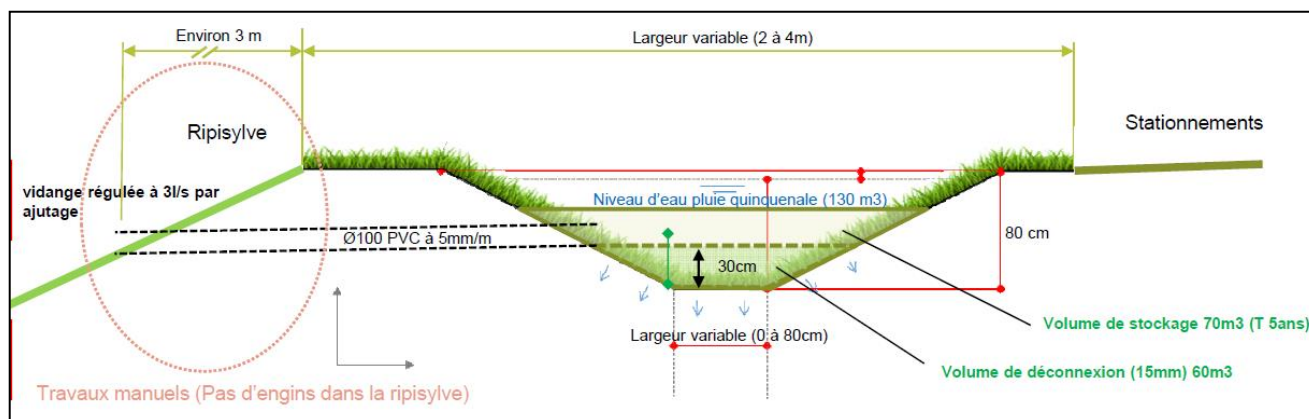 Environ 3 m
Largeur variable (2 à 4m)
Ripisylve
Stationnements
vidange régulée à 3l/s par
ajutage
Niveau d'eau pluie quinquenale (130 m3)
Ø100 PVC à 5mm/m
30cm
80 cm
Largeur variable (0 à 80cm)
Volume de stockage 70m3 (T 5ans)
Volume de déconnexion (15mm) 60m3
Travaux manuels (Pas d'engins dans la ripisylve)